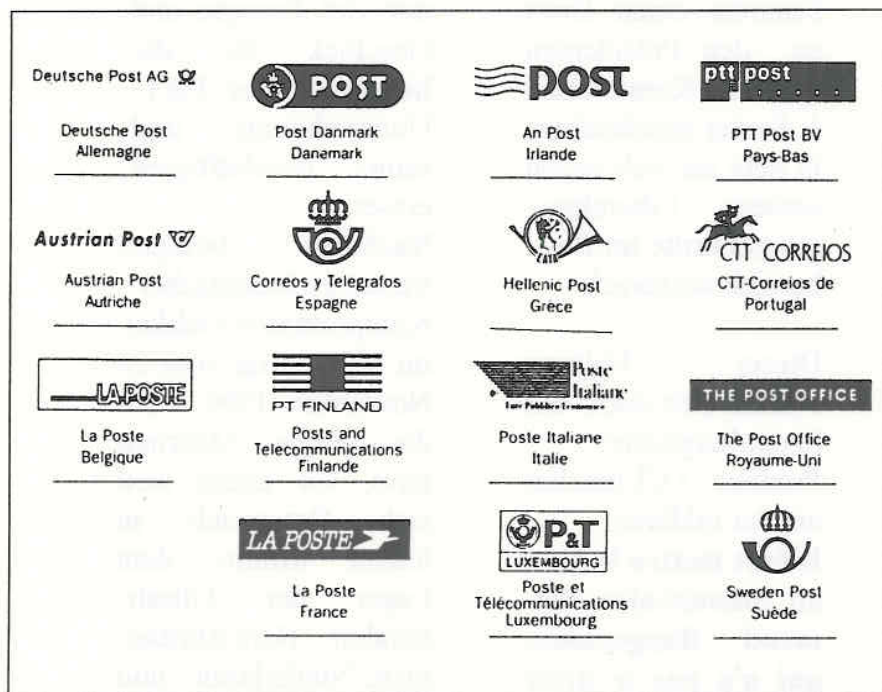 Deutsche Post AG
Deutsche Post
Allemagne
POST
Post Danmark
Danemark
POST
An Post
Irlande
ptt post
PTT Post BV
Pays-Bas
Austrian Post
Austrian Post
Autriche
Correos y Telegrafos
Espagne
Hellenic Post
Grèce
CTT CORREIOS
CTT-Correios de
Portugal
LA POSTE
La Poste
Belgique
PT FINLAND
Posts and
Telecommunications
Finlande
Poste
Italiane
Poste Italiane
Italie
THE POST OFFICE
The Post Office
Royaume-Uni
LA POSTE
La Poste
France
P&T
LUXEMBOURG
Poste et
Télécommunications
Luxembourg
Sweden Post
Suède